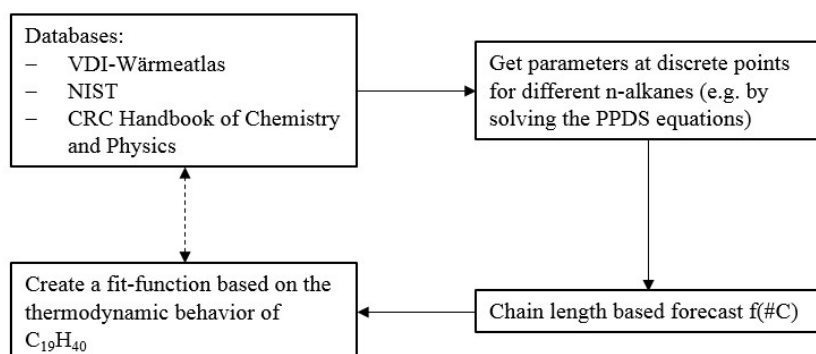 Databases:
– VDI-Wärmeatlas
– NIST
– CRC Handbook of Chemistry
and Physics
Get parameters at discrete points
for different n-alkanes (e.g. by
solving the PPDS equations)
Chain length based forecast f(#C)
Create a fit-function based on the
thermodynamic behavior of
C₁₉H₄₀